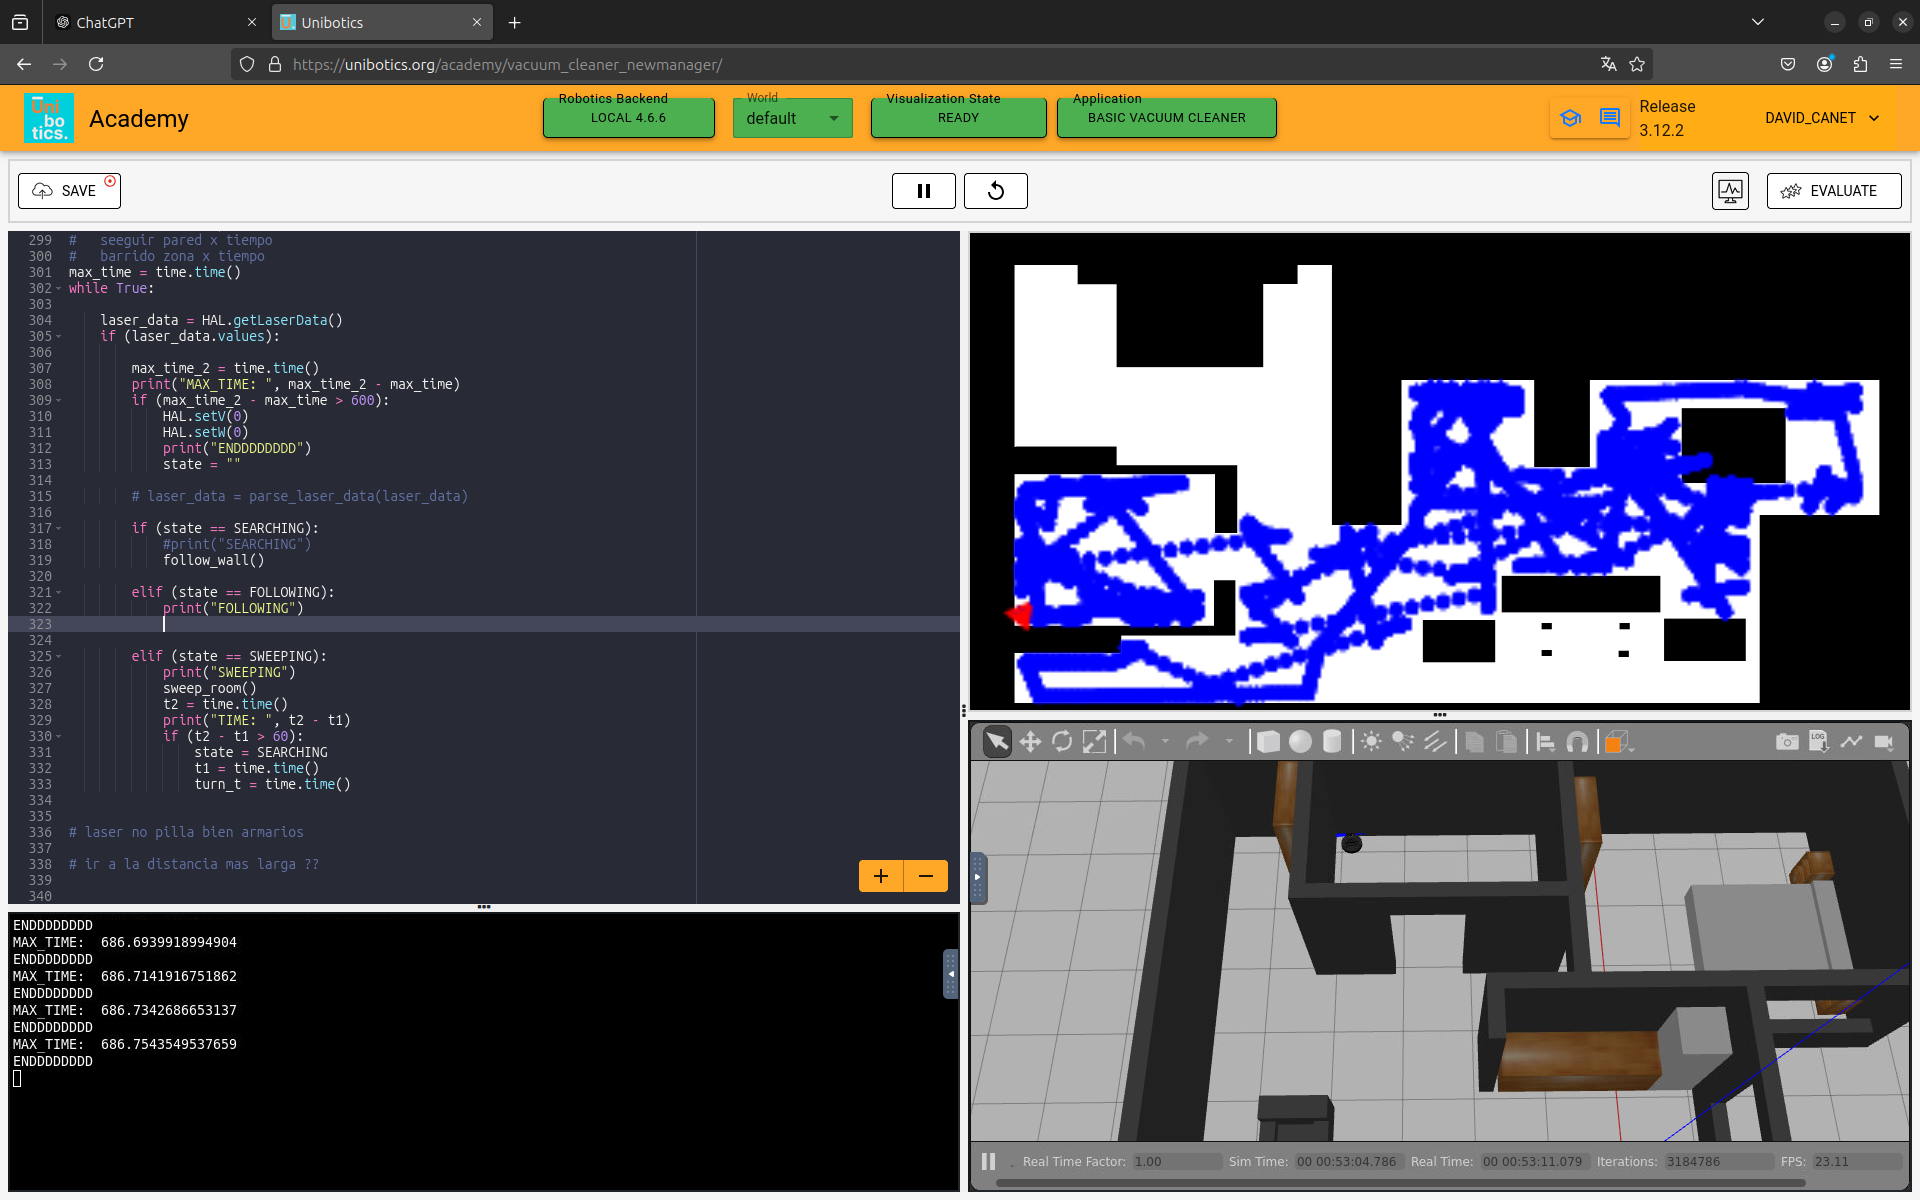 ChatGPT
Unibotics
https://unibotics.org/academy/vacuum_cleaner_newmanager/
Uni
.bo
tics.
Academy
Robotics Backend
LOCAL 4.6.6
World
default
Visualization State
READY
Application
BASIC VACUUM CLEANER
Release
3.12.2
DAVID_CANET
SAVE
EVALUATE
299 #   seeguir pared x tiempo
300 #   barrido zona x tiempo
301 max_time = time.time()
302 while True:
303
304     laser_data = HAL.getLaserData()
305     if (laser_data.values):
306
307         max_time_2 = time.time()
308         print("MAX_TIME: ", max_time_2 - max_time)
309         if (max_time_2 - max_time > 600):
310             HAL.setV(0)
311             HAL.setW(0)
312             print("ENDDDDDDDD")
313             state = ""
314
315         # laser_data = parse_laser_data(laser_data)
316
317         if (state == SEARCHING):
318             #print("SEARCHING")
319             follow_wall()
320
321         elif (state == FOLLOWING):
322             print("FOLLOWING")
323
324
325         elif (state == SWEEPING):
326             print("SWEEPING")
327             sweep_room()
328             t2 = time.time()
329             print("TIME: ", t2 - t1)
330             if (t2 - t1 > 60):
331                 state = SEARCHING
332                 t1 = time.time()
333                 turn_t = time.time()
334
335
336 # laser no pilla bien armarios
337
338 # ir a la distancia mas larga ??
339
340
+ −
ENDDDDDDDD
MAX_TIME:  686.6939918994904
ENDDDDDDDD
MAX_TIME:  686.7141916751862
ENDDDDDDDD
MAX_TIME:  686.7342686653137
ENDDDDDDDD
MAX_TIME:  686.7543549537659
ENDDDDDDDD
LOG
Real Time Factor: 1.00 Sim Time: 00 00:53:04.786 Real Time: 00 00:53:11.079 Iterations: 3184786 FPS: 23.11